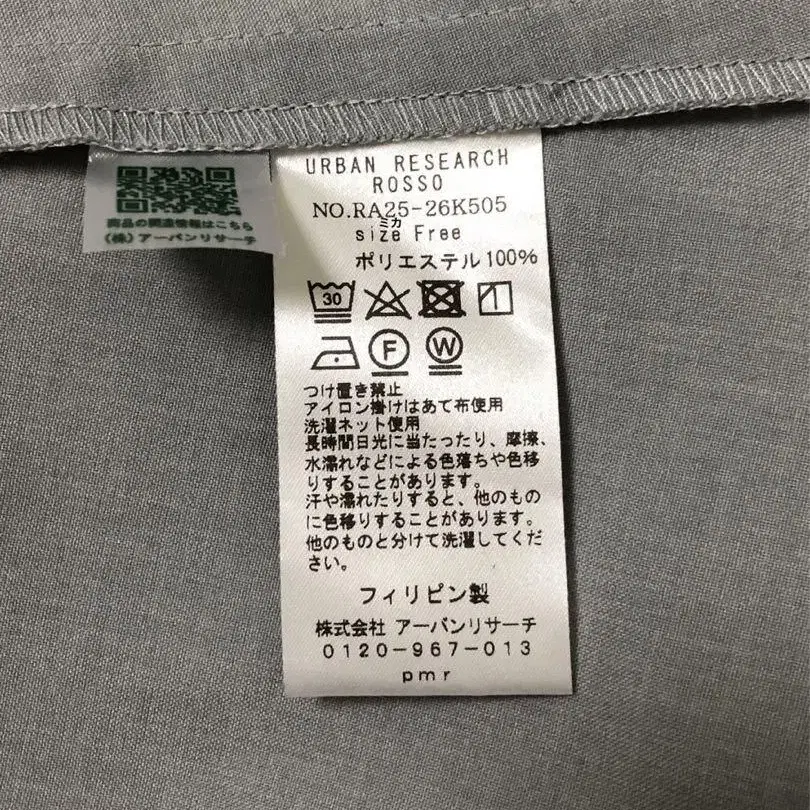 URBAN RESEARCH
ROSSO
NO.RA25-26K505
ミカ
size Free
ポリエステル100%
30
F
W
つけ置き禁止
アイロン掛けはあて布使用
洗濯ネット使用
長時間日光に当たったり、摩擦、
水濡れなどによる色落ちや色移
りすることがあります。
汗や濡れたりすると、他のもの
に色移りすることがあります。
他のものと分けて洗濯してくだ
さい。
フィリピン製
株式会社 アーバンリサーチ
0120-967-013
pmr
商品の関連情報はこちら
(株) アーバンリサーチ